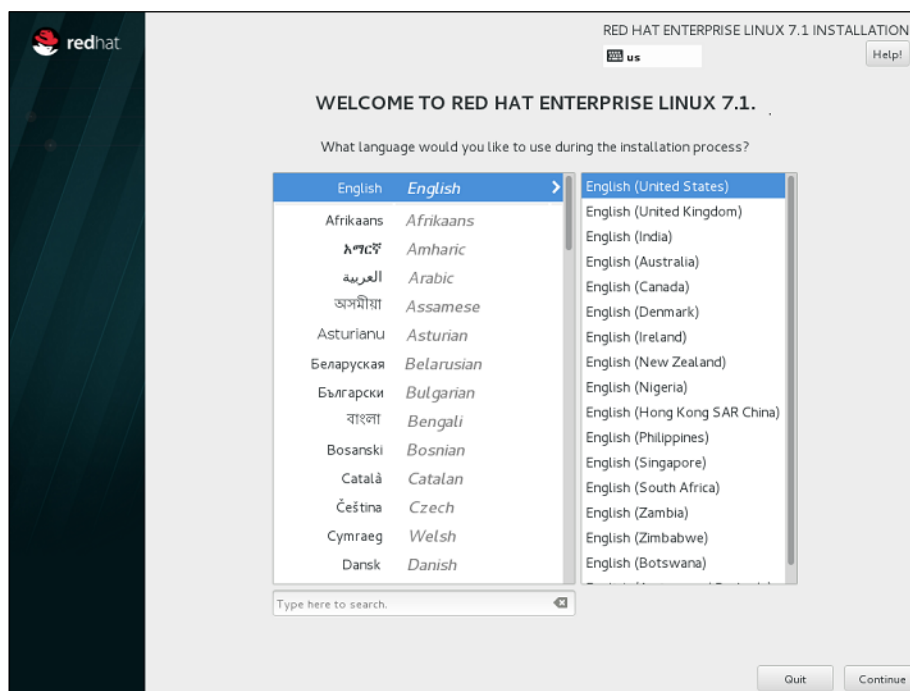 redhat
RED HAT ENTERPRISE LINUX 7.1 INSTALLATION
us
Help!
WELCOME TO RED HAT ENTERPRISE LINUX 7.1.
What language would you like to use during the installation process?
English English
Afrikaans Afrikaans
አማርኛ Amharic
العربية Arabic
অসমীয়া Assamese
Asturianu Asturian
Беларуская Belarusian
Български Bulgarian
বাংলা Bengali
Bosanski Bosnian
Català Catalan
Čeština Czech
Cymraeg Welsh
Dansk Danish
English (United States)
English (United Kingdom)
English (India)
English (Australia)
English (Canada)
English (Denmark)
English (Ireland)
English (New Zealand)
English (Nigeria)
English (Hong Kong SAR China)
English (Philippines)
English (Singapore)
English (South Africa)
English (Zambia)
English (Zimbabwe)
English (Botswana)
Type here to search.
Quit
Continue